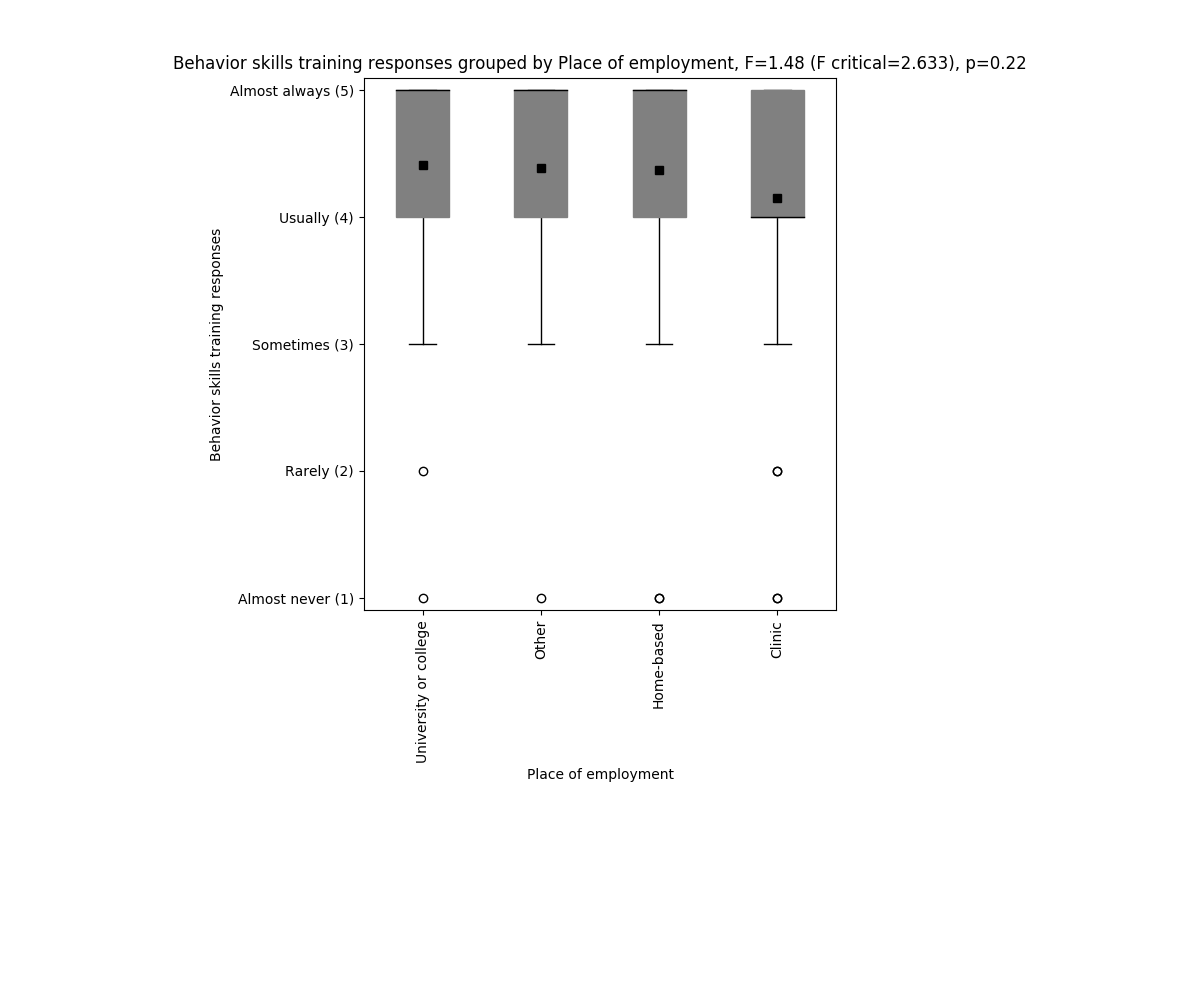 Behavior skills training responses grouped by Place of employment, F=1.48 (F critical=2.633), p=0.22
Almost always (5)
Usually (4)
Sometimes (3)
Rarely (2)
Almost never (1)
Behavior skills training responses
University or college
Other
Home-based
Clinic
Place of employment